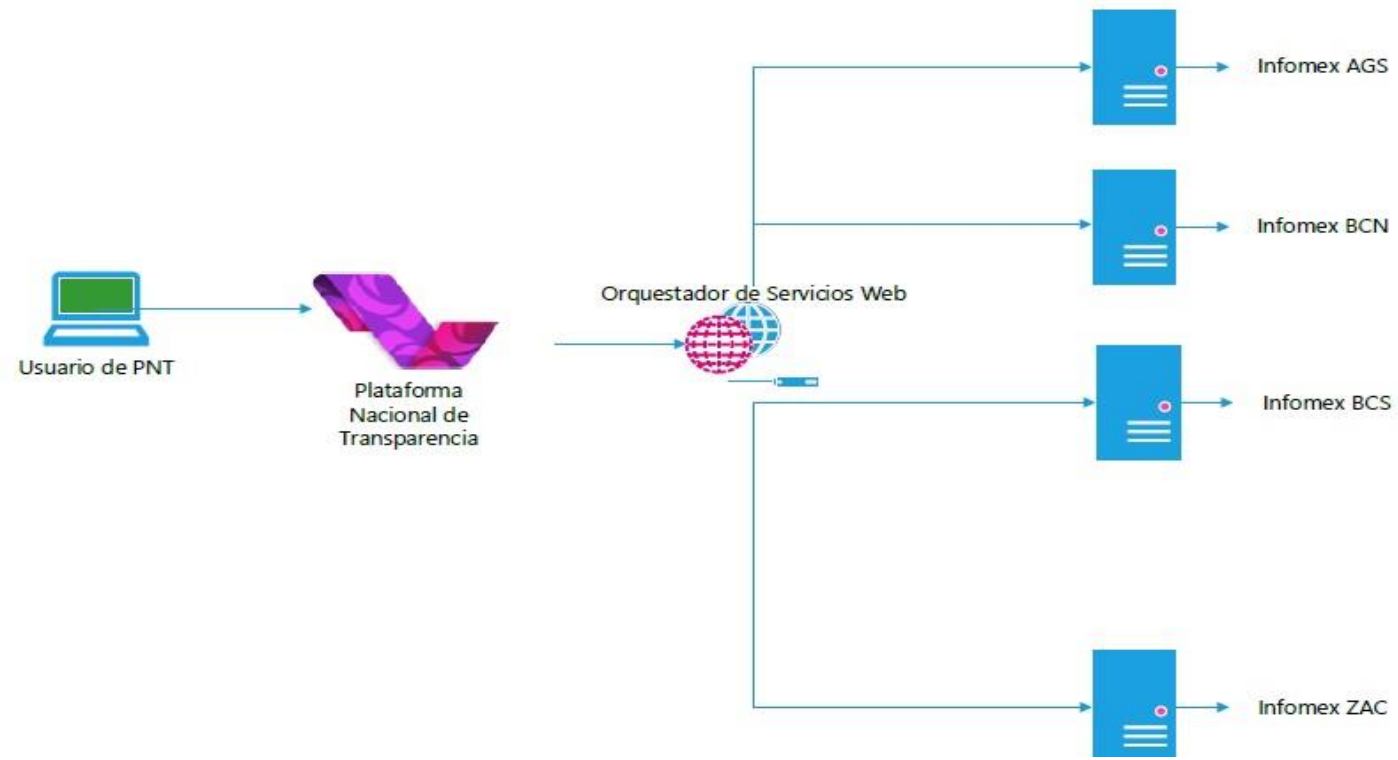 Infomex AGS
Infomex BCN
Orquestador de Servicios Web
Usuario de PNT
Plataforma
Nacional de
Transparencia
Infomex BCS
Infomex ZAC